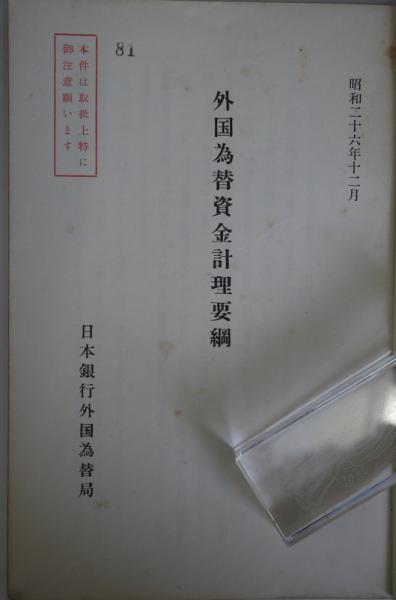 昭和二十六年十二月
外国為替資金計理要綱
日本銀行外国為替局
81
本件は取扱上特に
御注意願います